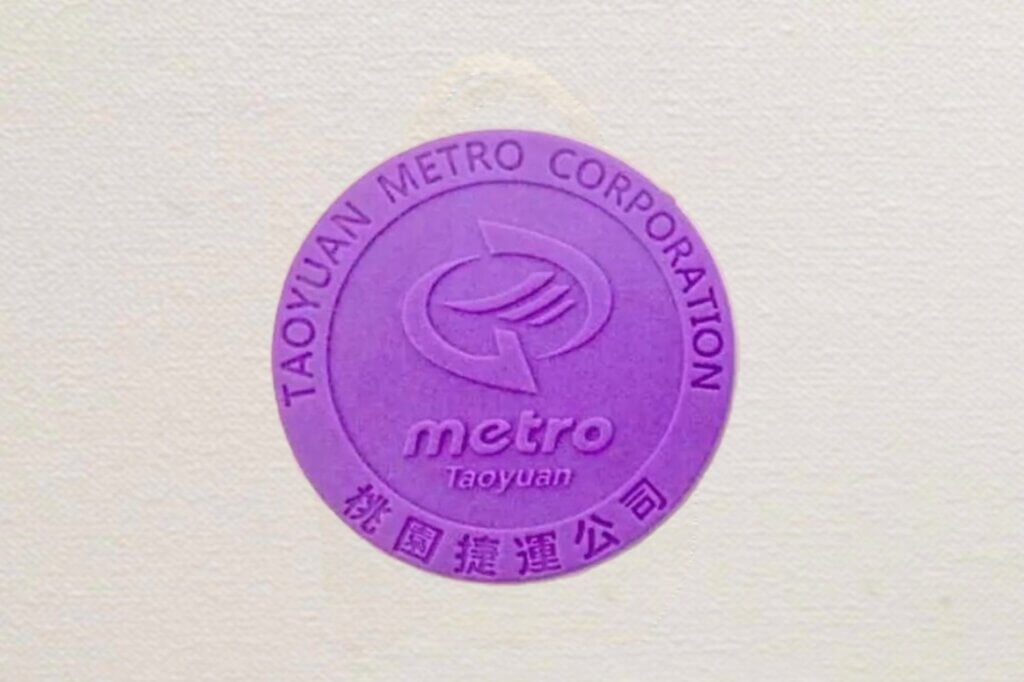 TAOYUAN METRO CORPORATION
metro
Taoyuan
桃園捷運公司